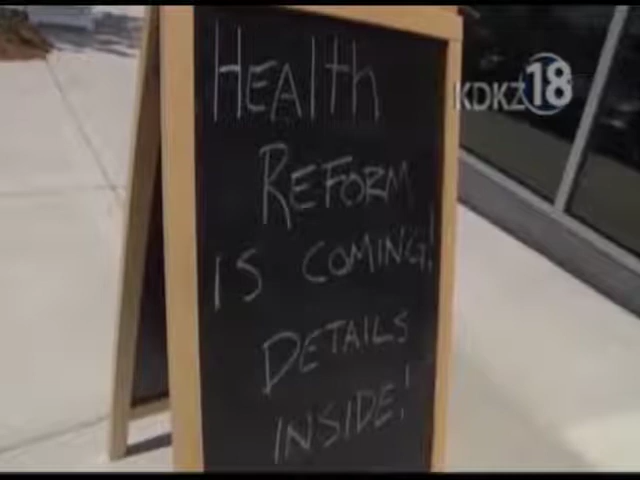 HEAlth
REFORM
IS COMING!
DETAILS
INSIDE!
KDKZ 18